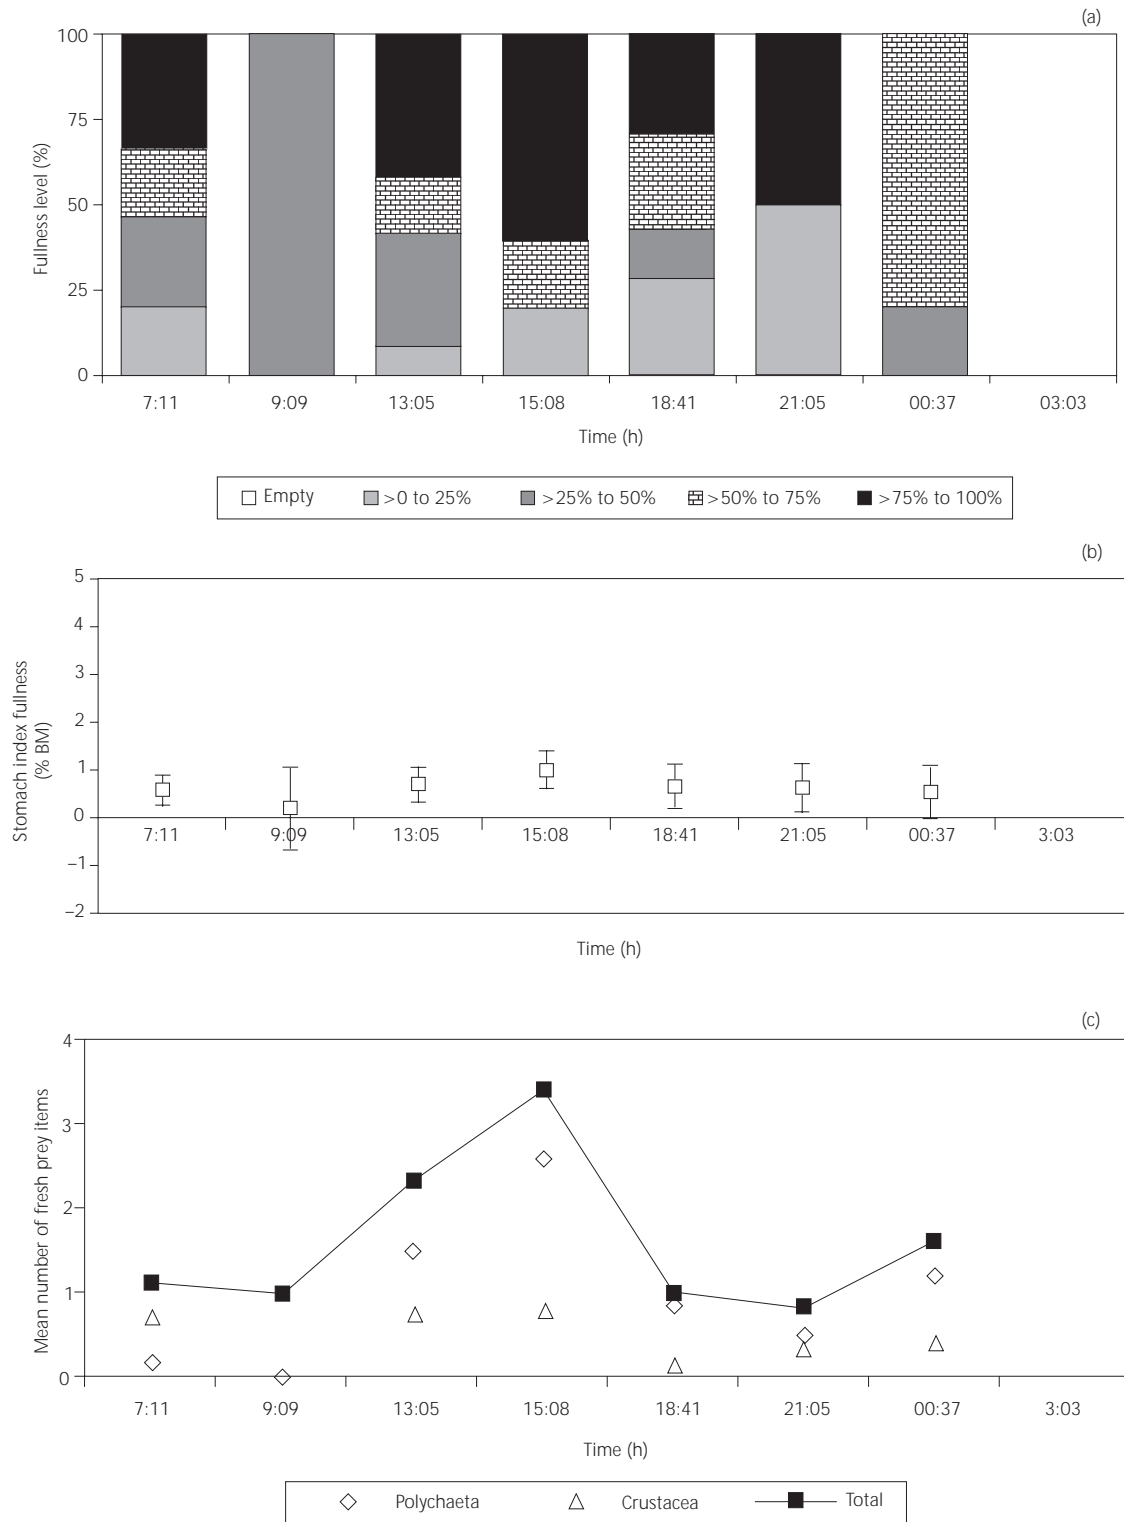 (a)
100
75
50
25
0
Fullness level (%)
7:11 9:09 13:05 15:08 18:41 21:05 00:37 03:03
Time (h)
Empty >0 to 25% >25% to 50% >50% to 75% >75% to 100%
(b)
5
4
3
2
1
0
−1
−2
Stomach index fullness
(% BM)
7:11 9:09 13:05 15:08 18:41 21:05 00:37 3:03
Time (h)
(c)
4
3
2
1
0
Mean number of fresh prey items
7:11 9:09 13:05 15:08 18:41 21:05 00:37 3:03
Time (h)
Polychaeta Crustacea Total